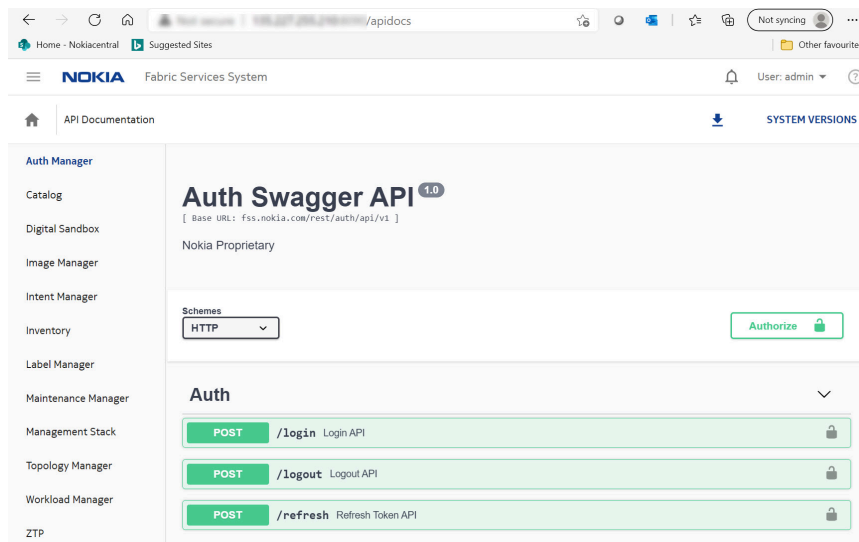 /apidocs
Not syncing
Home - Nokiacentral
Suggested Sites
Other favourite
NOKIA
Fabric Services System
User: admin
?
API Documentation
SYSTEM VERSIONS
Auth Manager
Catalog
Digital Sandbox
Image Manager
Intent Manager
Inventory
Label Manager
Maintenance Manager
Management Stack
Topology Manager
Workload Manager
ZTP
Auth Swagger API 1.0
[ Base URL: fss.nokia.com/rest/auth/api/v1 ]
Nokia Proprietary
Schemes
HTTP
Authorize
Auth
POST /login Login API
POST /logout Logout API
POST /refresh Refresh Token API